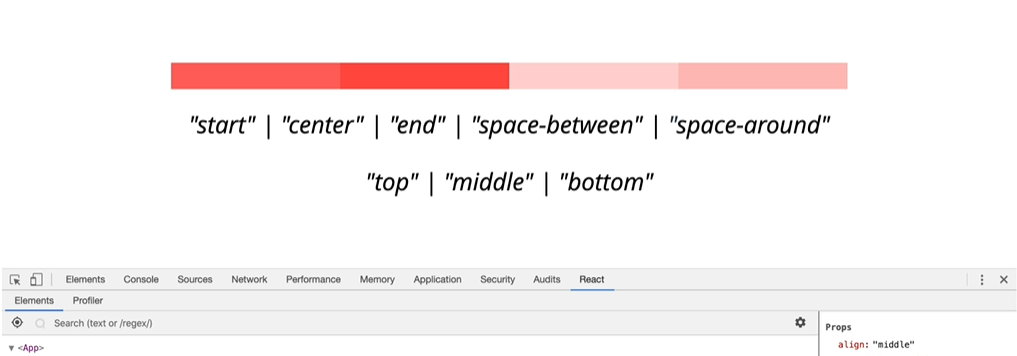 "start" | "center" | "end" | "space-between" | "space-around"
"top" | "middle" | "bottom"
Elements Console Sources Network Performance Memory Application Security Audits React
Elements Profiler
Search (text or /regex/)
<App>
Props
align: "middle"